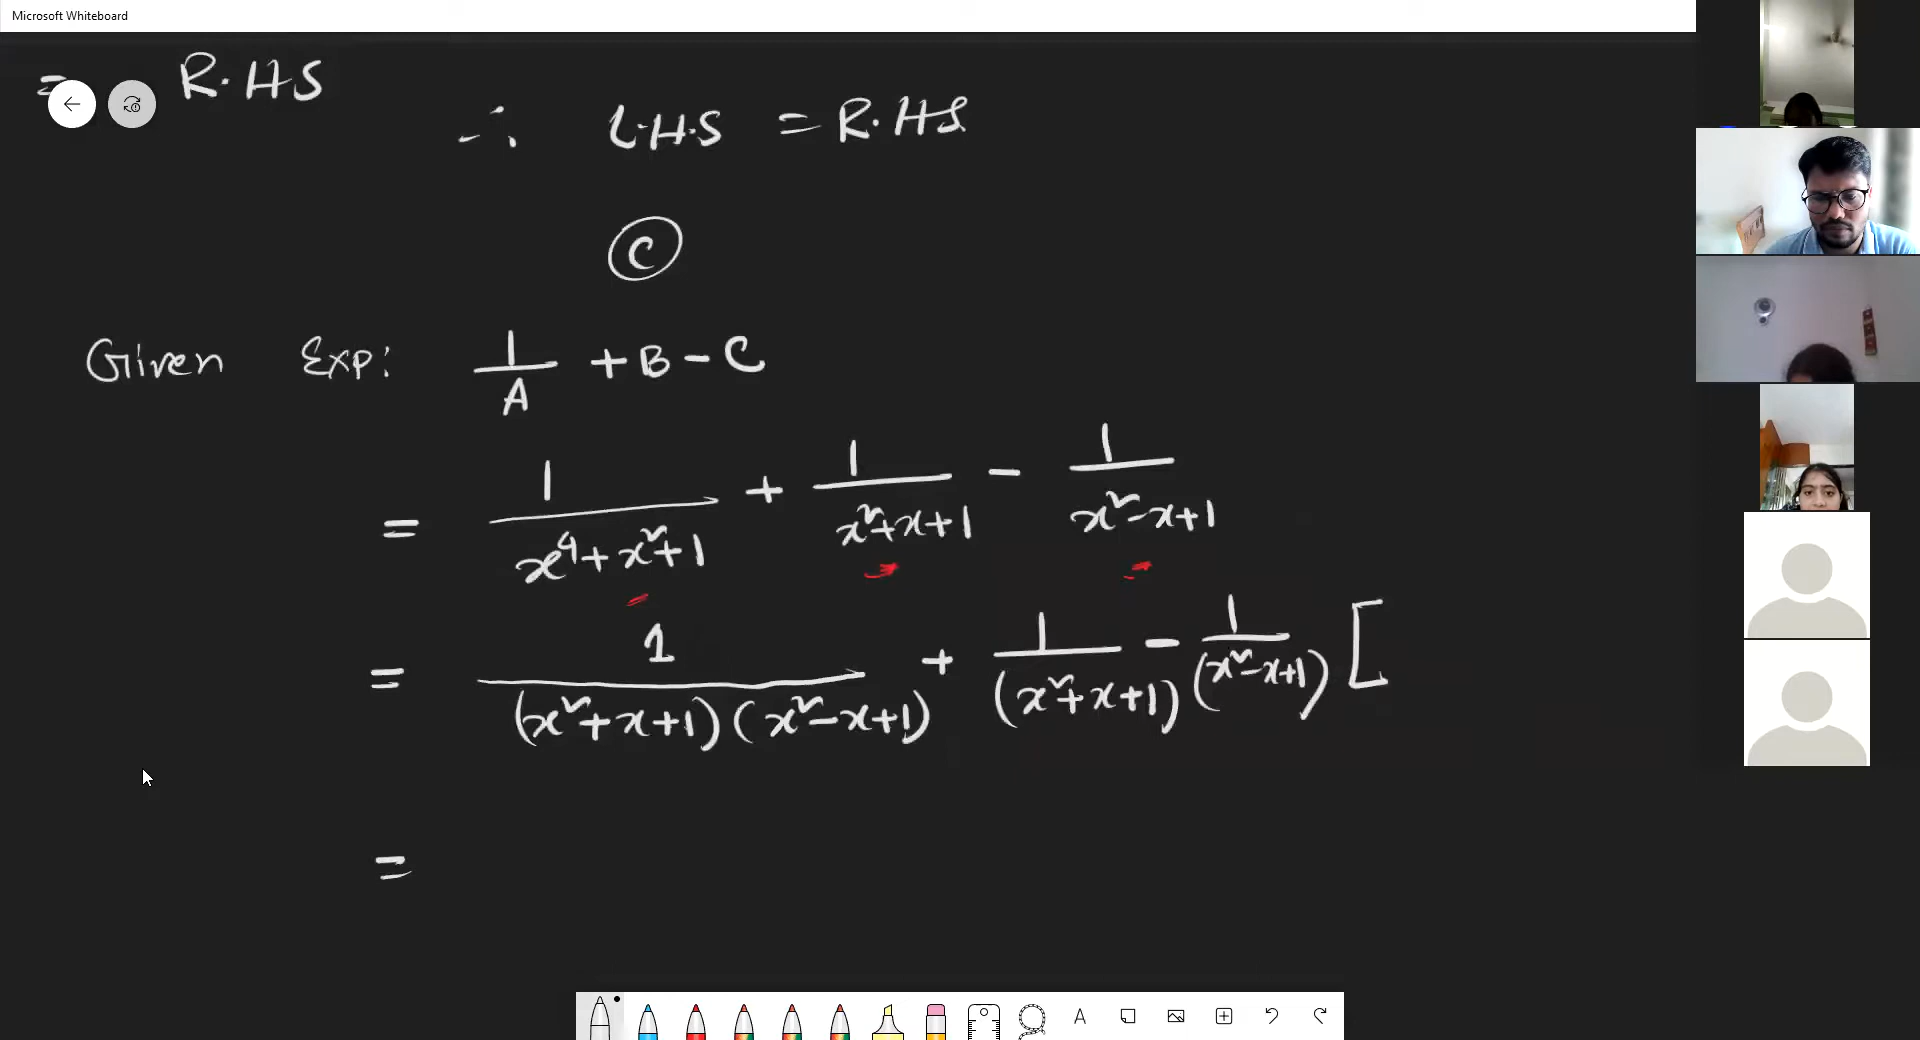 Microsoft Whiteboard
= R.HS
∴ L.H.S = R.HS
C
Given Exp: 1/A + B - C
= 1/(x⁴+x²+1) + 1/(x²+x+1) - 1/(x²-x+1)
= 1/((x²+x+1)(x²-x+1)) + 1/(x²+x+1) - 1/(x²-x+1) [
=
A